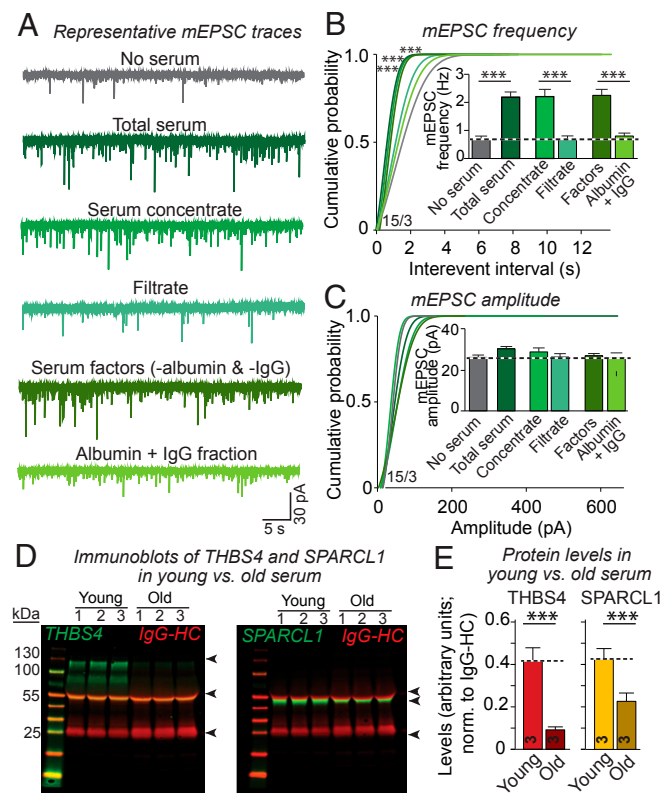 A Representative mEPSC traces
No serum
Total serum
Serum concentrate
Filtrate
Serum factors (-albumin & -IgG)
Albumin + IgG fraction
5 s
30 pA
B mEPSC frequency
Cumulative probability
1.0
0.5
0
*** 
***
***
15/3
0 2 4 6 8 10 12
Interevent interval (s)
mEPSC
frequency (Hz)
3
2
1
0
*** *** ***
No serum
Total serum
Concentrate
Filtrate
Factors
Albumin
+ IgG
C mEPSC amplitude
Cumulative probability
1.0
0.5
0
15/3
0 200 400 600
Amplitude (pA)
mEPSC
amplitude (pA)
40
20
0
No serum
Total serum
Concentrate
Filtrate
Factors
Albumin
+ IgG
D Immunoblots of THBS4 and SPARCL1
in young vs. old serum
kDa
130
100
55
25
Young Old
1 2 3 1 2 3
THBS4 IgG-HC
Young Old
1 2 3 1 2 3
SPARCL1 IgG-HC
E Protein levels in
young vs. old serum
THBS4 SPARCL1
*** ***
Levels (arbitrary units;
norm. to IgG-HC)
0.6
0.4
0.2
0
3 3 3 3
Young Old Young Old